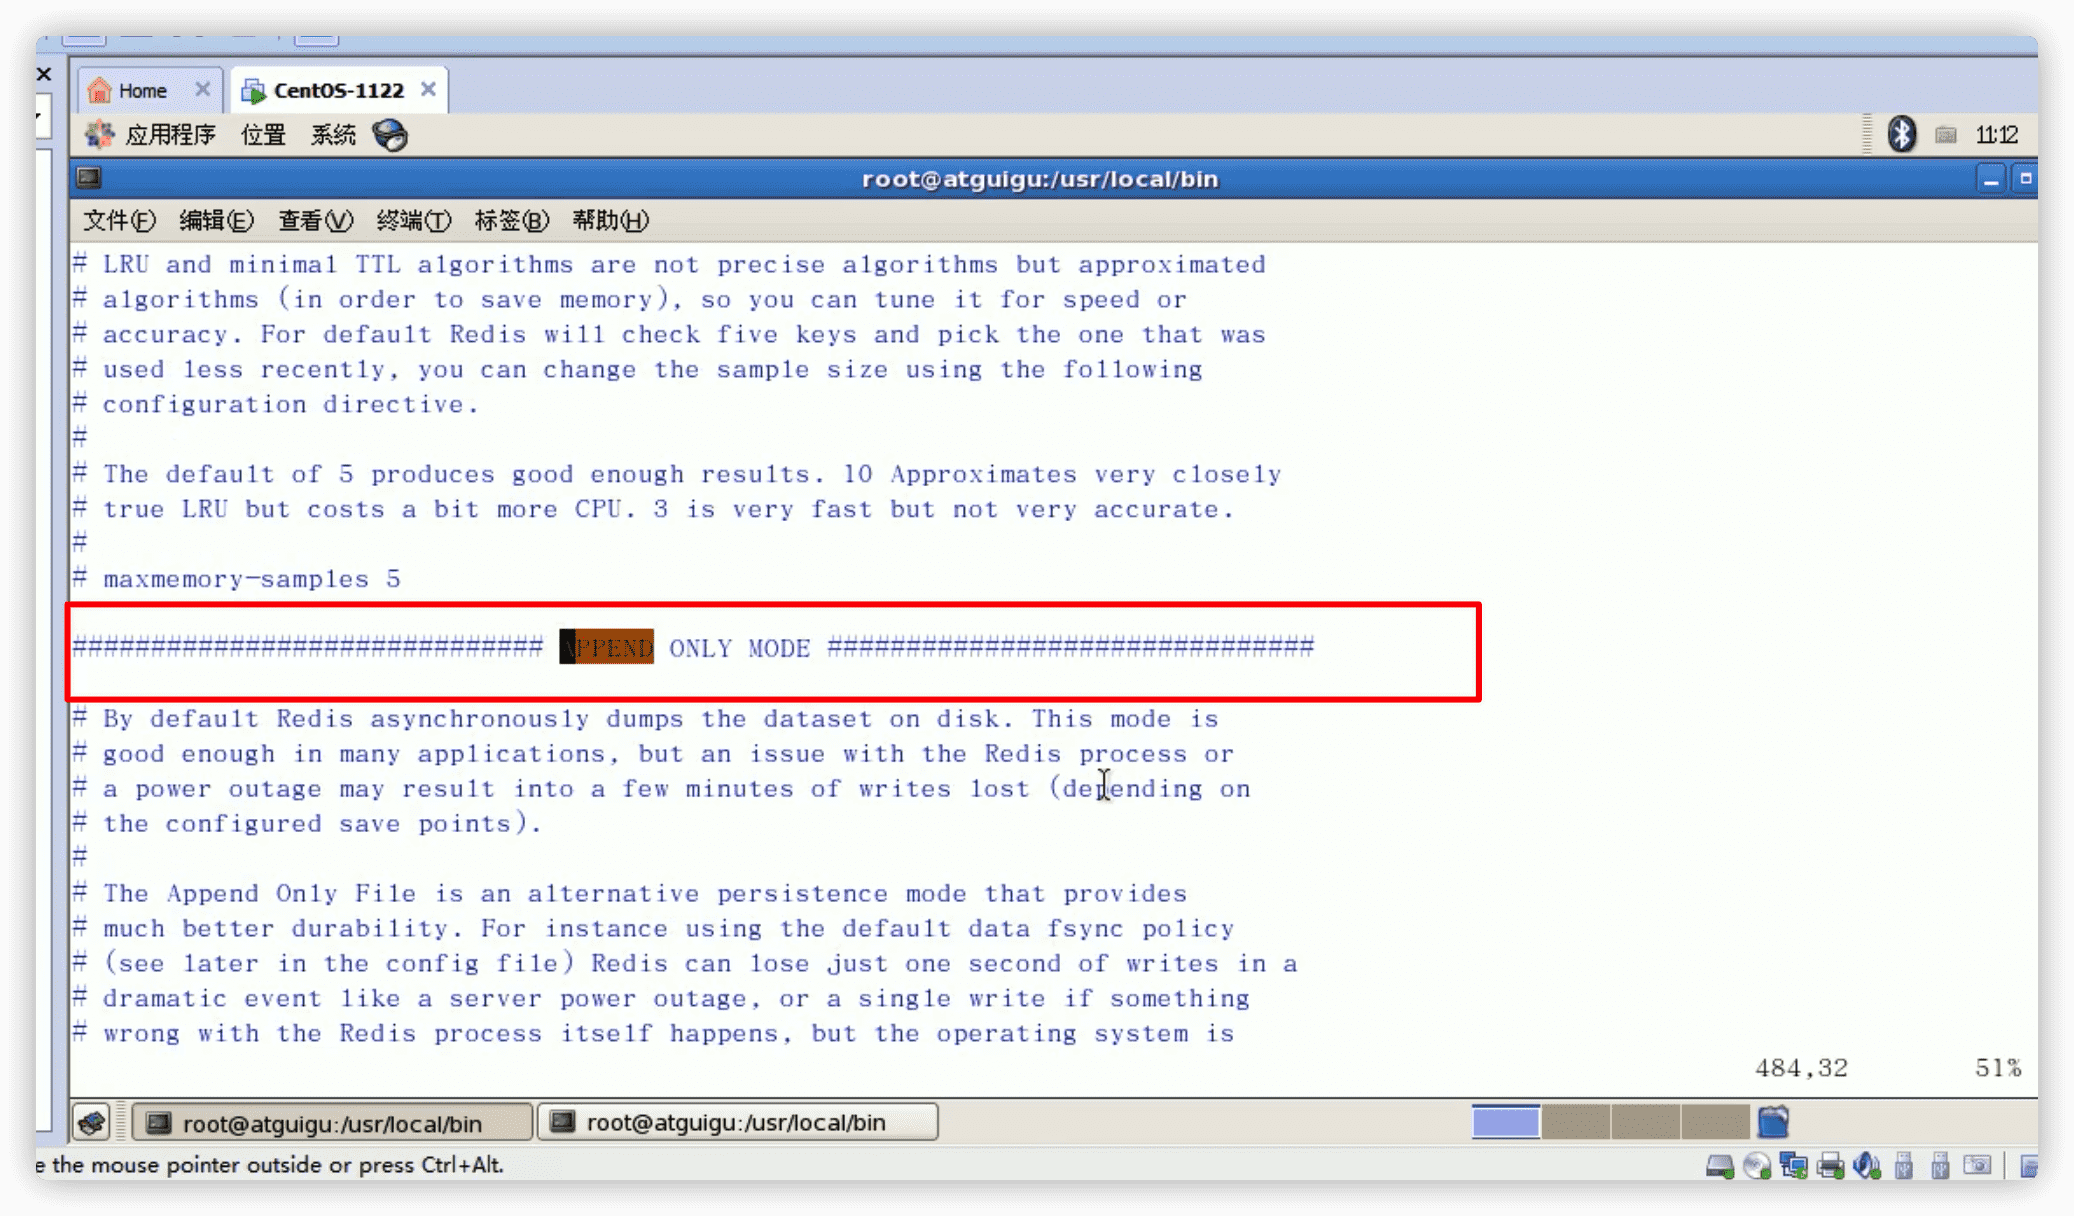 Home
CentOS-1122
应用程序 位置 系统 11:12
root@atguigu:/usr/local/bin
文件(F) 编辑(E) 查看(V) 终端(T) 标签(B) 帮助(H)
# LRU and minimal TTL algorithms are not precise algorithms but approximated
# algorithms (in order to save memory), so you can tune it for speed or
# accuracy. For default Redis will check five keys and pick the one that was
# used less recently, you can change the sample size using the following
# configuration directive.
#
# The default of 5 produces good enough results. 10 Approximates very closely
# true LRU but costs a bit more CPU. 3 is very fast but not very accurate.
#
# maxmemory-samples 5
############################## APPEND ONLY MODE ###############################
# By default Redis asynchronously dumps the dataset on disk. This mode is
# good enough in many applications, but an issue with the Redis process or
# a power outage may result into a few minutes of writes lost (depending on
# the configured save points).
#
# The Append Only File is an alternative persistence mode that provides
# much better durability. For instance using the default data fsync policy
# (see later in the config file) Redis can lose just one second of writes in a
# dramatic event like a server power outage, or a single write if something
# wrong with the Redis process itself happens, but the operating system is
484,32 51%
root@atguigu:/usr/local/bin root@atguigu:/usr/local/bin
e the mouse pointer outside or press Ctrl+Alt.